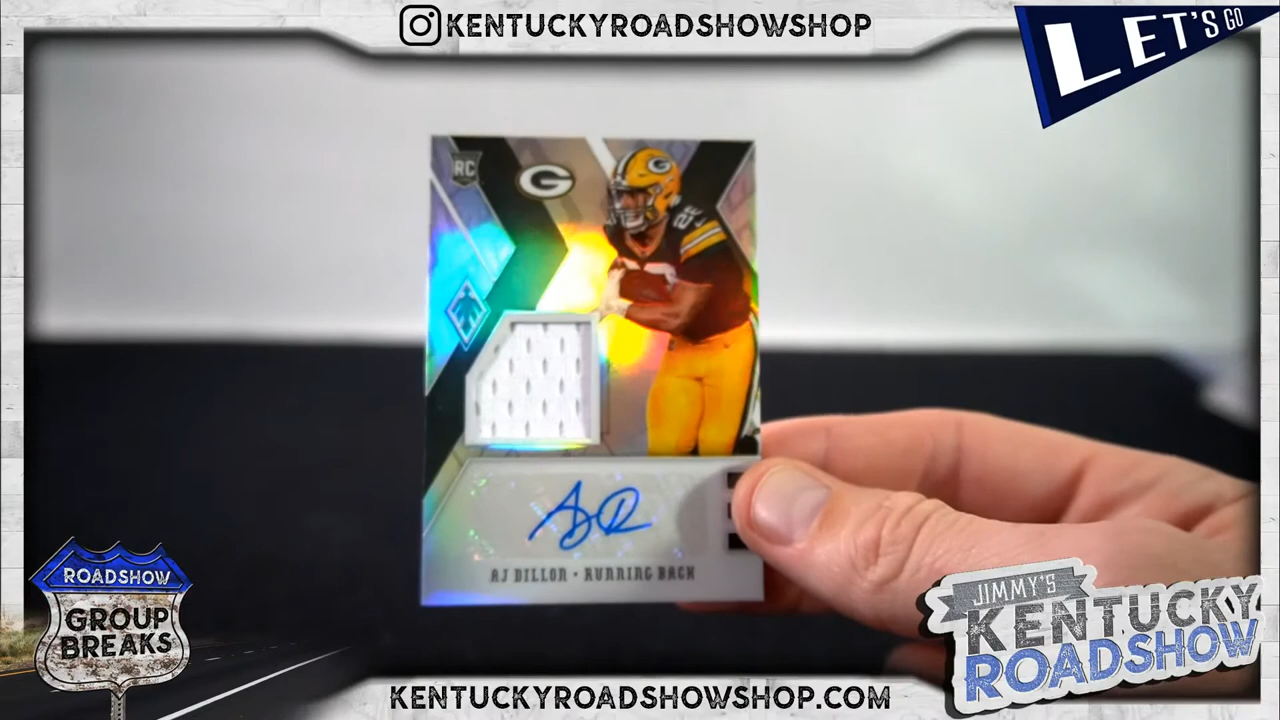 KENTUCKYROADSHOWSHOP
LET'S GO
RC
G
G
AJ DILLON • RUNNING BACK
ROADSHOW
GROUP
BREAKS
JIMMY'S
KENTUCKY
ROADSHOW
KENTUCKYROADSHOWSHOP.COM